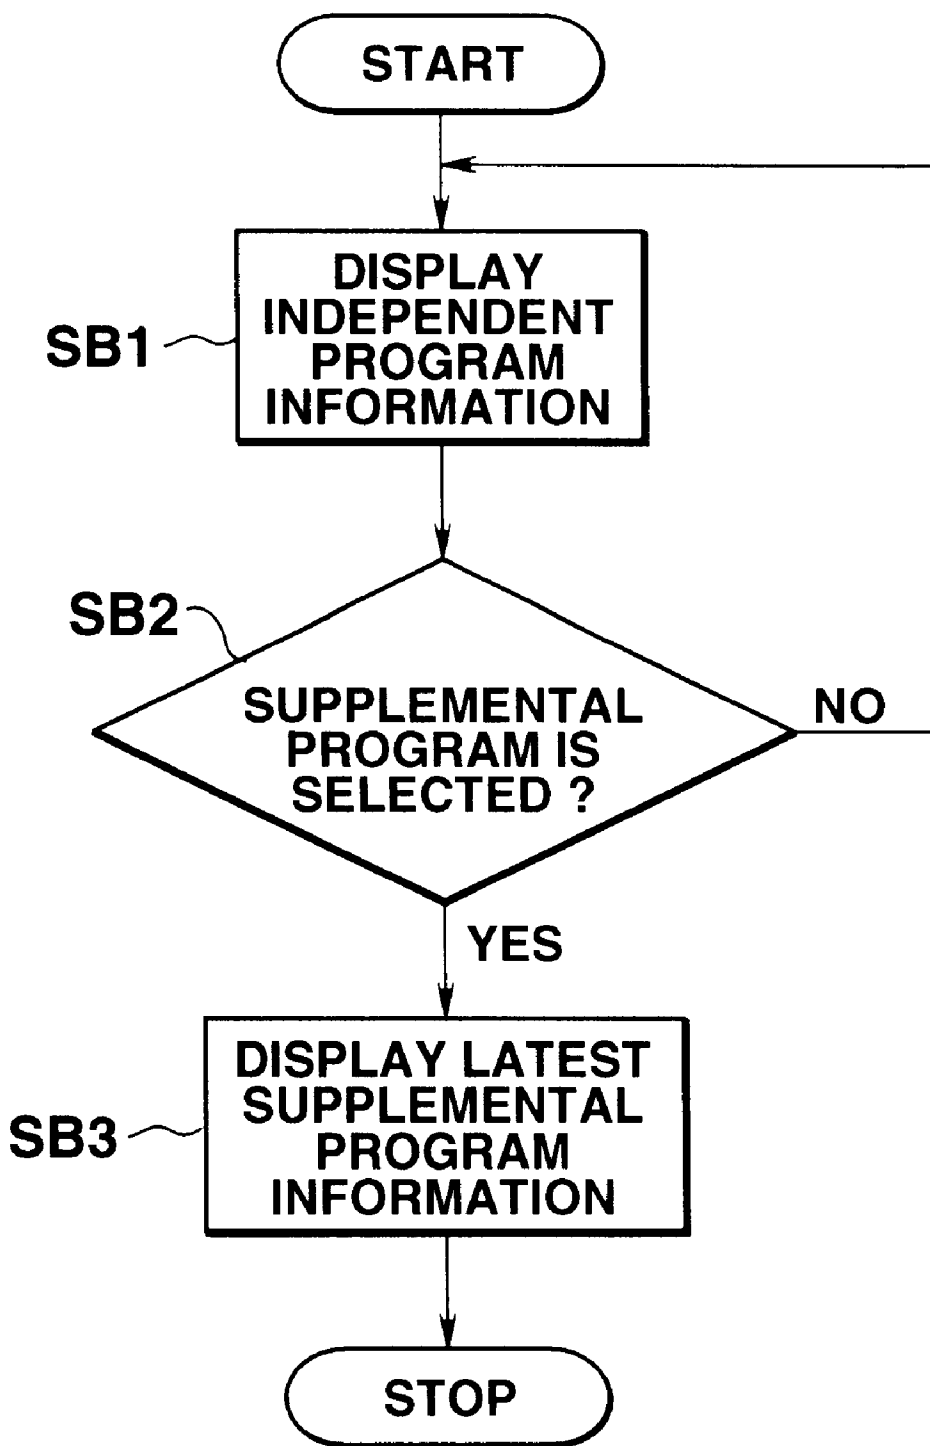 START
DISPLAY
INDEPENDENT
PROGRAM
INFORMATION
SB1
SB2
SUPPLEMENTAL
PROGRAM IS
SELECTED ?
NO
YES
DISPLAY LATEST
SUPPLEMENTAL
PROGRAM
INFORMATION
SB3
STOP